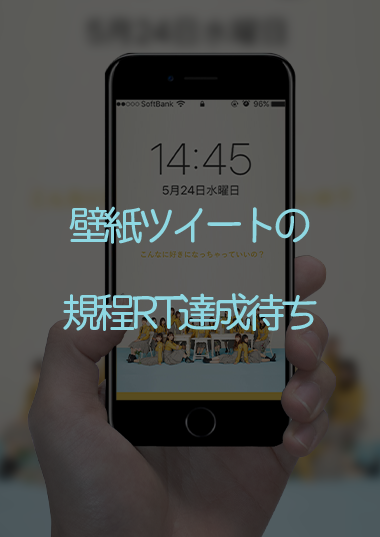 5月24日水曜日
SoftBank 96%
14:45
5月24日水曜日
壁紙ツイートの
こんなに好きになっちゃっていいの？
規程RT達成待ち